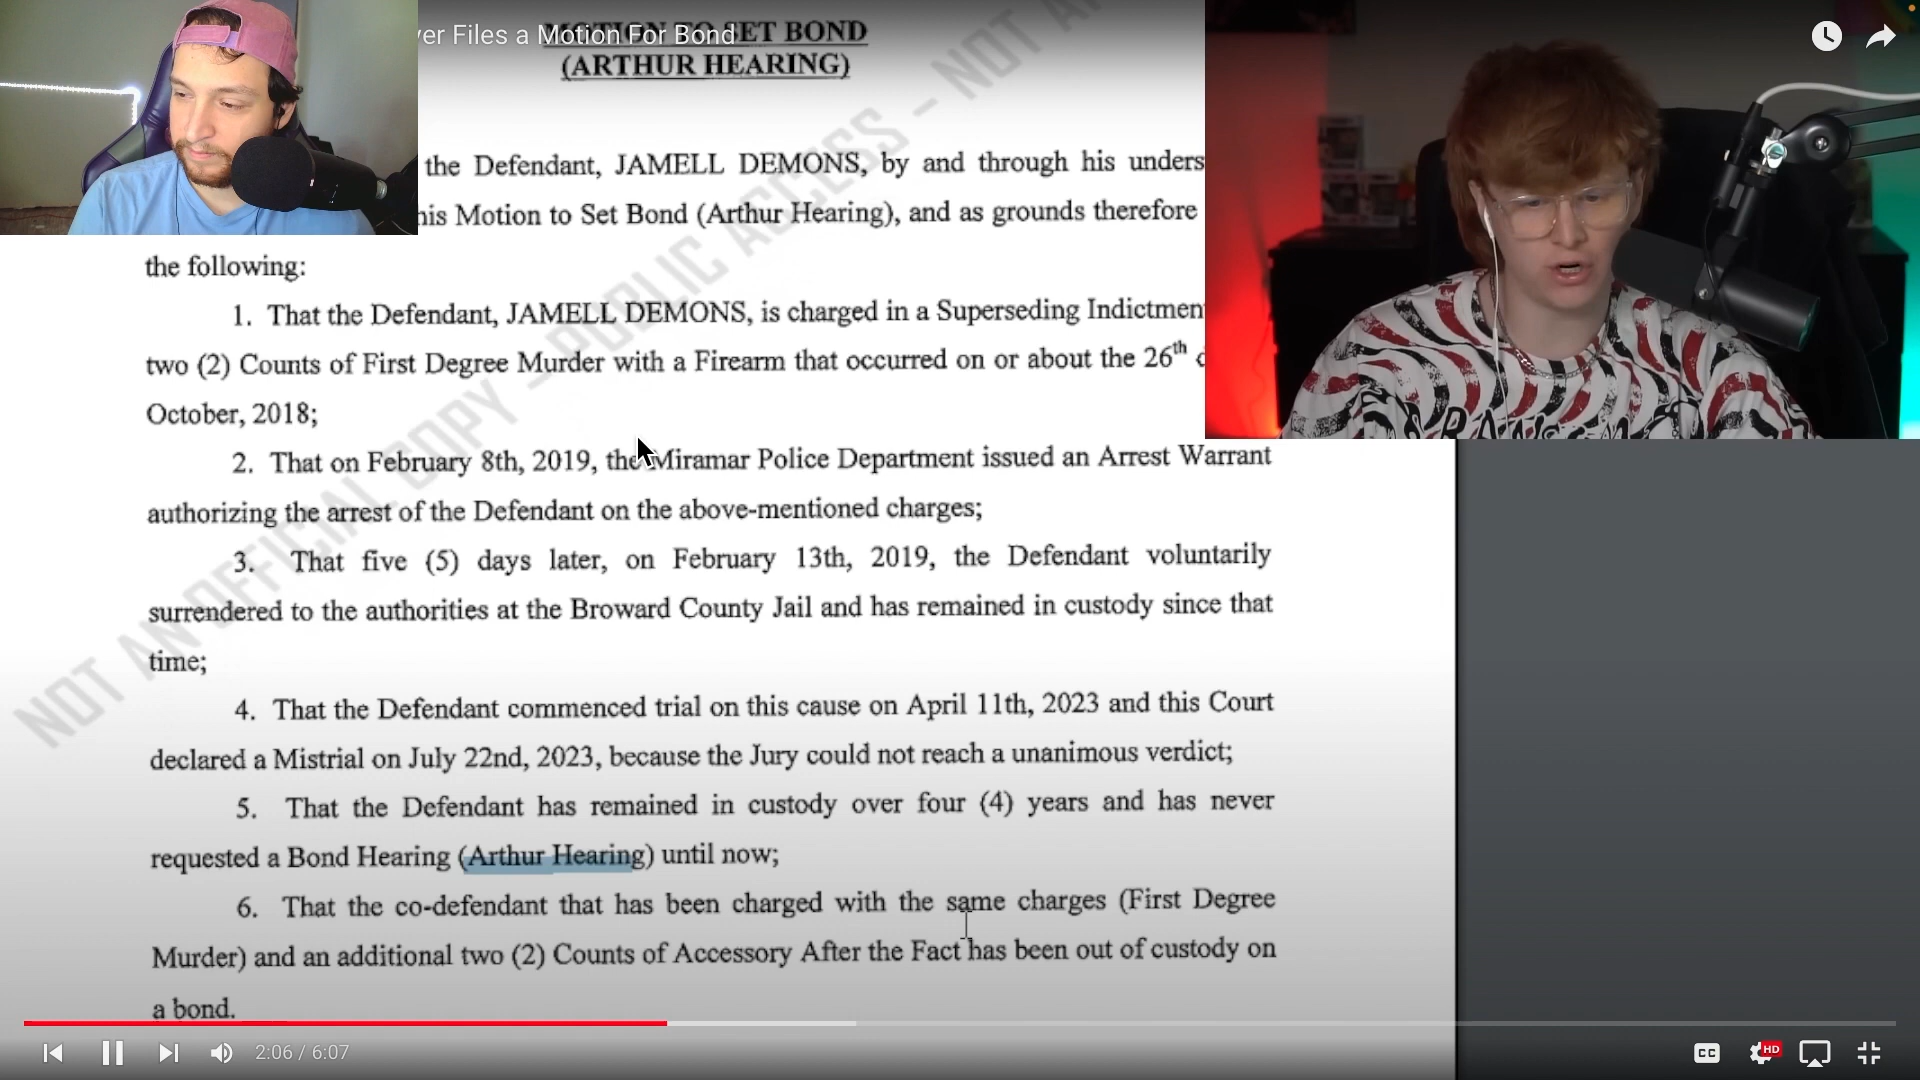 er Files a Motion For Bond
MOTION TO SET BOND
(ARTHUR HEARING)
the Defendant, JAMELL DEMONS, by and through his unders
his Motion to Set Bond (Arthur Hearing), and as grounds therefore
the following:
1. That the Defendant, JAMELL DEMONS, is charged in a Superseding Indictmen
two (2) Counts of First Degree Murder with a Firearm that occurred on or about the 26th
October, 2018;
2. That on February 8th, 2019, the Miramar Police Department issued an Arrest Warrant
authorizing the arrest of the Defendant on the above-mentioned charges;
3. That five (5) days later, on February 13th, 2019, the Defendant voluntarily
surrendered to the authorities at the Broward County Jail and has remained in custody since that
time;
4. That the Defendant commenced trial on this cause on April 11th, 2023 and this Court
declared a Mistrial on July 22nd, 2023, because the Jury could not reach a unanimous verdict;
5. That the Defendant has remained in custody over four (4) years and has never
requested a Bond Hearing (Arthur Hearing) until now;
6. That the co-defendant that has been charged with the same charges (First Degree
Murder) and an additional two (2) Counts of Accessory After the Fact has been out of custody on
a bond.
NOT AN OFFICIAL COPY – PUBLIC ACCESS – NOT A
2:06 / 6:07
CC
HD